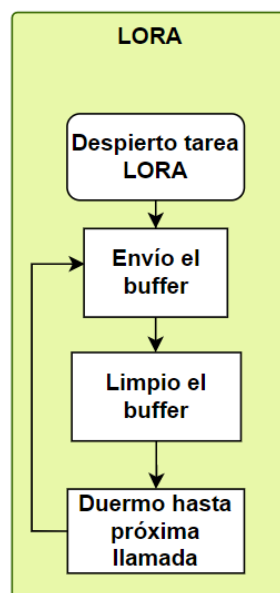 LORA
Despierto tarea
LORA
Envío el
buffer
Limpio el
buffer
Duermo hasta
próxima
llamada